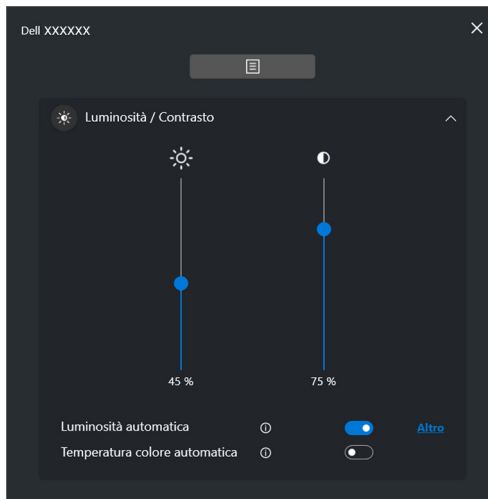 Dell XXXXXX
Luminosità / Contrasto
45 %
75 %
Luminosità automatica
Altro
Temperatura colore automatica